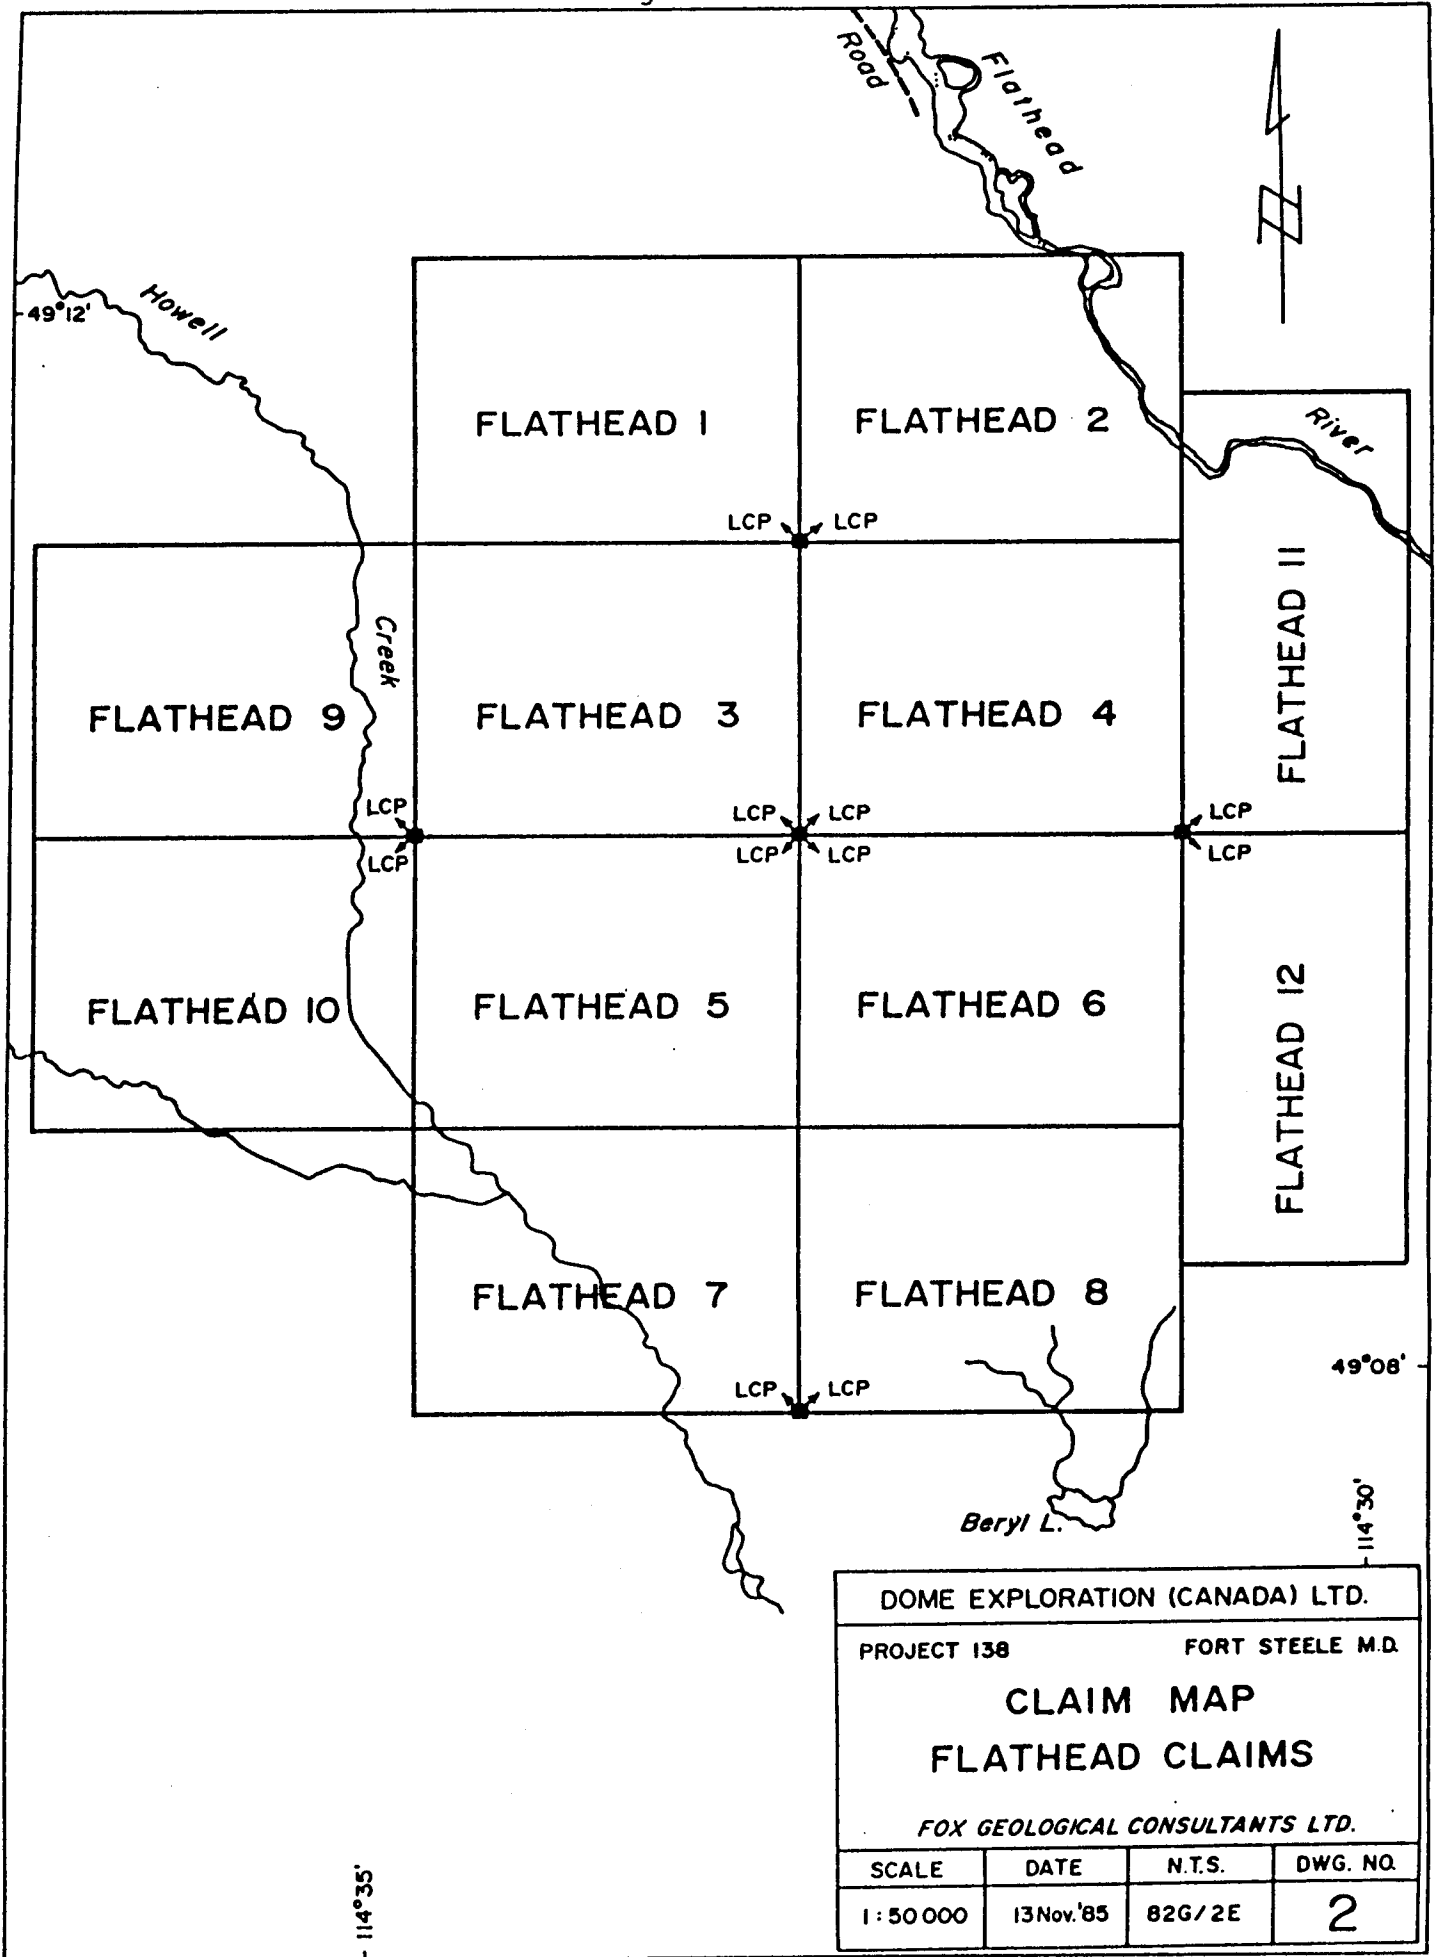 Road
Flathead
Howell
49°12'
River
FLATHEAD 1
FLATHEAD 2
LCP
LCP
FLATHEAD 11
Creek
FLATHEAD 9
FLATHEAD 3
FLATHEAD 4
LCP
LCP
LCP
LCP
LCP
LCP
LCP
LCP
FLATHEAD 10
FLATHEAD 5
FLATHEAD 6
FLATHEAD 12
FLATHEAD 7
FLATHEAD 8
49°08'
LCP
LCP
Beryl L.
114°30'
DOME EXPLORATION (CANADA) LTD.
PROJECT 138 FORT STEELE M.D.
CLAIM MAP
FLATHEAD CLAIMS
FOX GEOLOGICAL CONSULTANTS LTD.
SCALE DATE N.T.S. DWG. NO.
1:50 000 13 Nov.'85 82G/2E 2
114°35'